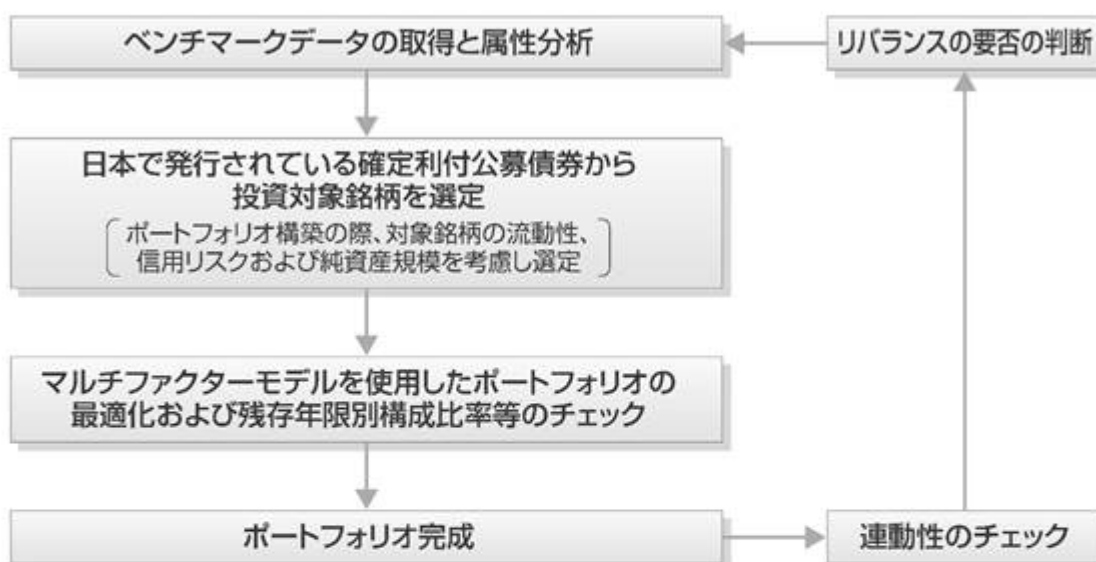 ベンチマークデータの取得と属性分析
リバランスの要否の判断
日本で発行されている確定利付公募債券から
投資対象銘柄を選定
ポートフォリオ構築の際、対象銘柄の流動性、
信用リスクおよび純資産規模を考慮し選定
マルチファクターモデルを使用したポートフォリオの
最適化および残存年限別構成比率等のチェック
ポートフォリオ完成
連動性のチェック